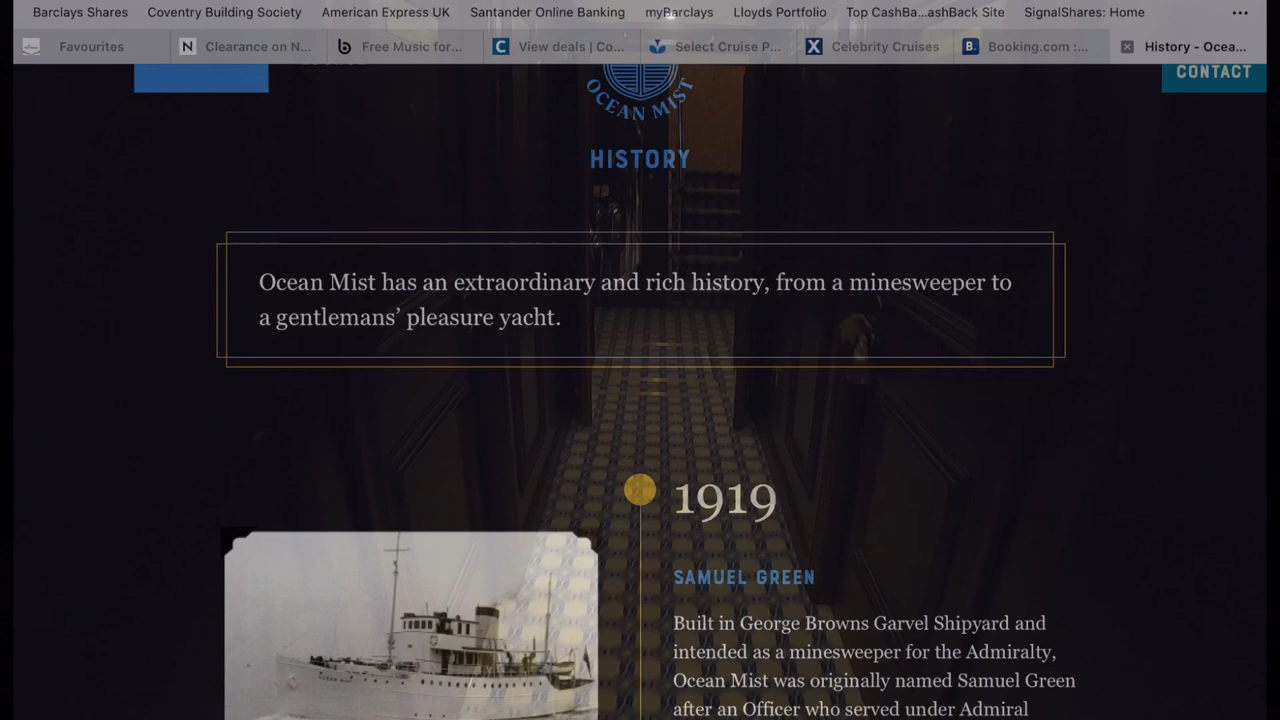 Barclays Shares Coventry Building Society American Express UK Santander Online Banking myBarclays Lloyds Portfolio Top CashBa...ashBack Site SignalShares: Home
Favourites Clearance on N... Free Music for... View deals | Co... Select Cruise P... Celebrity Cruises Booking.com :... History - Ocea...
CONTACT
OCEAN MIST
HISTORY
Ocean Mist has an extraordinary and rich history, from a minesweeper to
a gentlemans’ pleasure yacht.
1919
SAMUEL GREEN
Built in George Browns Garvel Shipyard and
intended as a minesweeper for the Admiralty,
Ocean Mist was originally named Samuel Green
after an Officer who served under Admiral